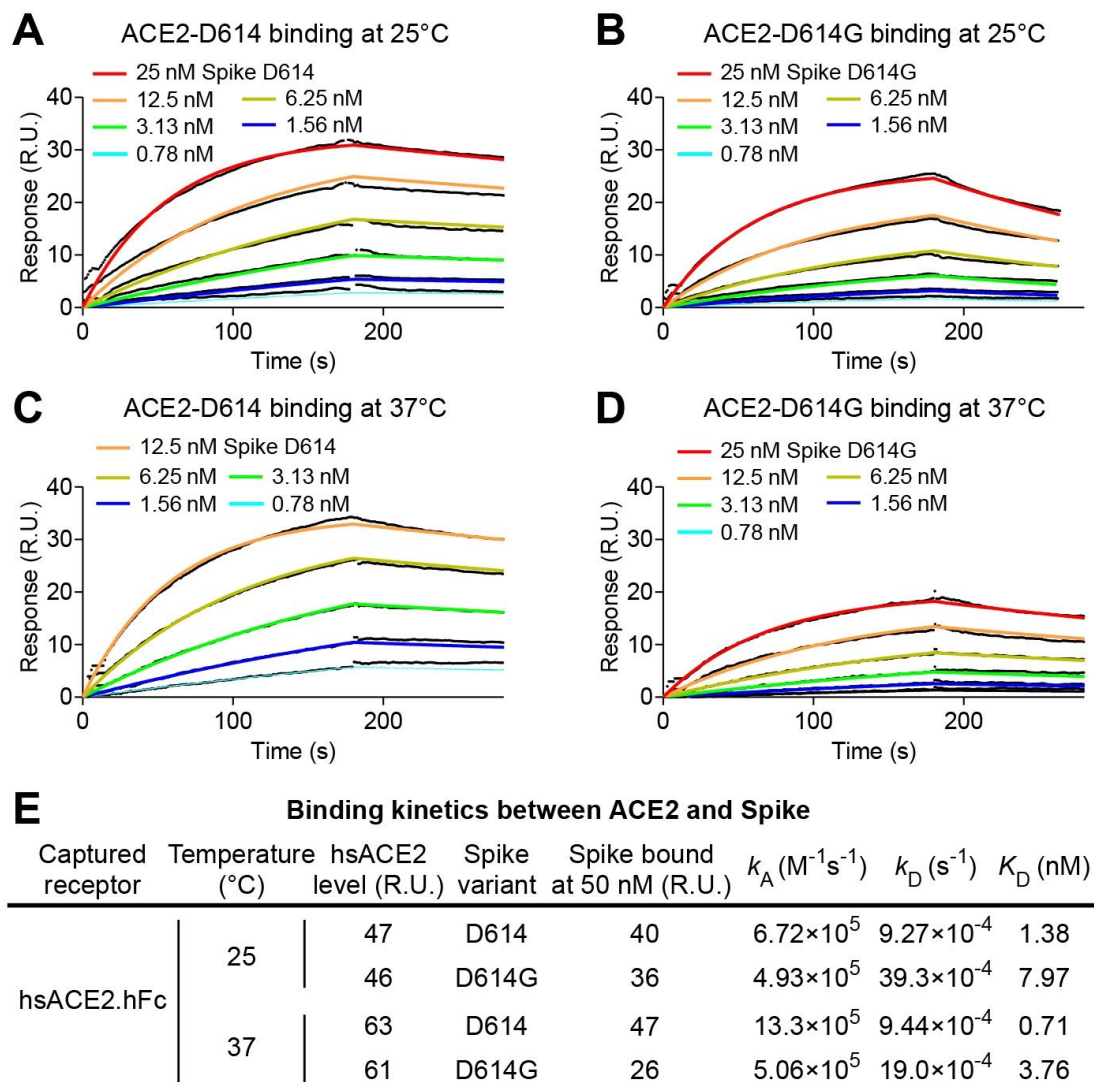 A ACE2-D614 binding at 25°C
25 nM Spike D614
12.5 nM 6.25 nM
3.13 nM 1.56 nM
0.78 nM
Response (R.U.)
40
30
20
10
0
0 100 200
Time (s)
B ACE2-D614G binding at 25°C
25 nM Spike D614G
12.5 nM 6.25 nM
3.13 nM 1.56 nM
0.78 nM
Response (R.U.)
40
30
20
10
0
0 100 200
Time (s)
C ACE2-D614 binding at 37°C
12.5 nM Spike D614
6.25 nM 3.13 nM
1.56 nM 0.78 nM
Response (R.U.)
40
30
20
10
0
0 100 200
Time (s)
D ACE2-D614G binding at 37°C
25 nM Spike D614G
12.5 nM 6.25 nM
3.13 nM 1.56 nM
0.78 nM
Response (R.U.)
40
30
20
10
0
0 100 200
Time (s)
E Binding kinetics between ACE2 and Spike
Captured receptor Temperature (°C) hsACE2 level (R.U.) Spike variant Spike bound at 50 nM (R.U.) kA (M⁻¹s⁻¹) kD (s⁻¹) KD (nM)
hsACE2.hFc 25 47 D614 40 6.72×10⁵ 9.27×10⁻⁴ 1.38
46 D614G 36 4.93×10⁵ 39.3×10⁻⁴ 7.97
37 63 D614 47 13.3×10⁵ 9.44×10⁻⁴ 0.71
61 D614G 26 5.06×10⁵ 19.0×10⁻⁴ 3.76